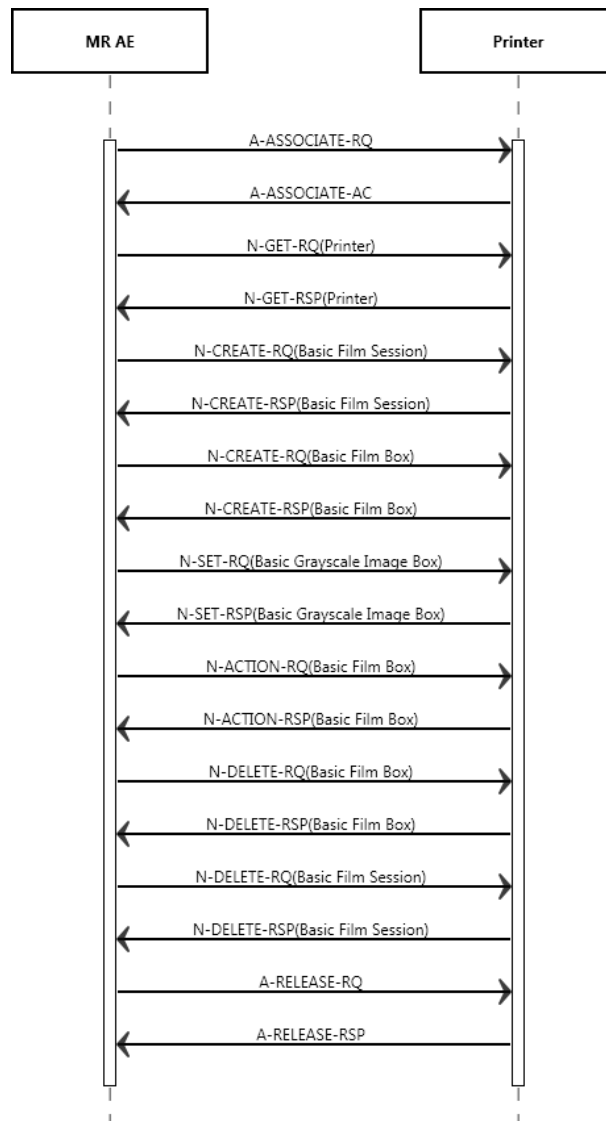 MR AE
Printer
A-ASSOCIATE-RQ
A-ASSOCIATE-AC
N-GET-RQ(Printer)
N-GET-RSP(Printer)
N-CREATE-RQ(Basic Film Session)
N-CREATE-RSP(Basic Film Session)
N-CREATE-RQ(Basic Film Box)
N-CREATE-RSP(Basic Film Box)
N-SET-RQ(Basic Grayscale Image Box)
N-SET-RSP(Basic Grayscale Image Box)
N-ACTION-RQ(Basic Film Box)
N-ACTION-RSP(Basic Film Box)
N-DELETE-RQ(Basic Film Box)
N-DELETE-RSP(Basic Film Box)
N-DELETE-RQ(Basic Film Session)
N-DELETE-RSP(Basic Film Session)
A-RELEASE-RQ
A-RELEASE-RSP